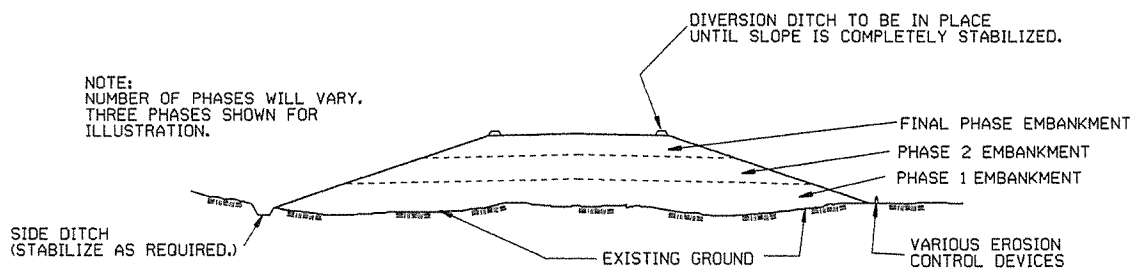 DIVERSION DITCH TO BE IN PLACE
UNTIL SLOPE IS COMPLETELY STABILIZED.
NOTE:
NUMBER OF PHASES WILL VARY.
THREE PHASES SHOWN FOR
ILLUSTRATION.
FINAL PHASE EMBANKMENT
PHASE 2 EMBANKMENT
PHASE 1 EMBANKMENT
SIDE DITCH
(STABILIZE AS REQUIRED.)
EXISTING GROUND
VARIOUS EROSION
CONTROL DEVICES